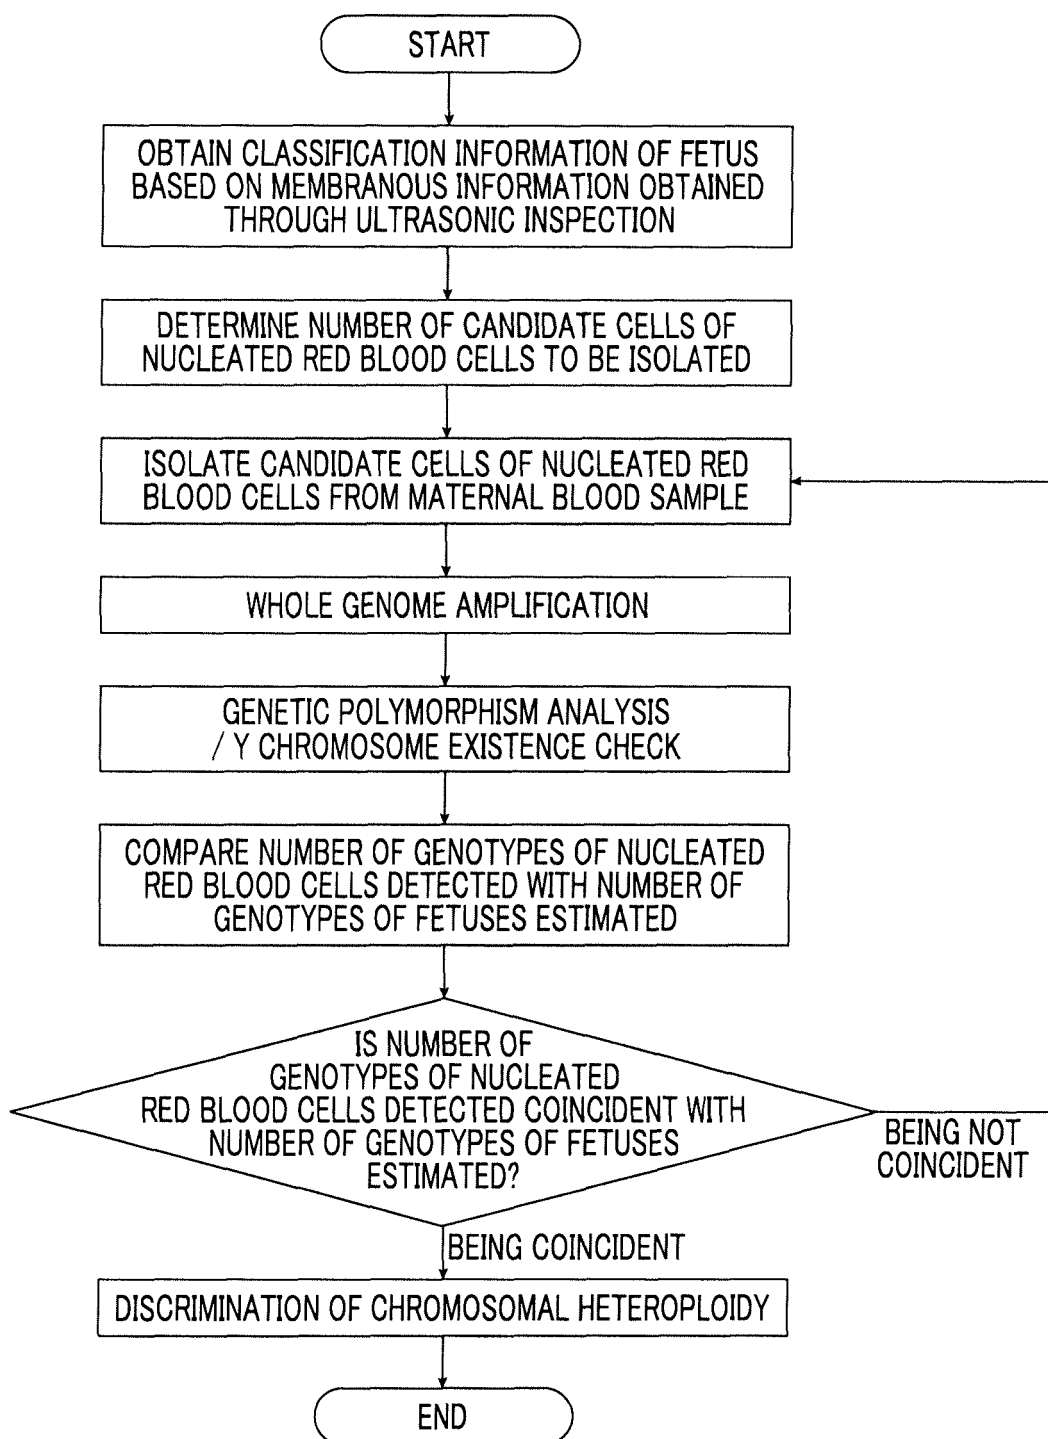 START
OBTAIN CLASSIFICATION INFORMATION OF FETUS
BASED ON MEMBRANOUS INFORMATION OBTAINED
THROUGH ULTRASONIC INSPECTION
DETERMINE NUMBER OF CANDIDATE CELLS OF
NUCLEATED RED BLOOD CELLS TO BE ISOLATED
ISOLATE CANDIDATE CELLS OF NUCLEATED RED
BLOOD CELLS FROM MATERNAL BLOOD SAMPLE
WHOLE GENOME AMPLIFICATION
GENETIC POLYMORPHISM ANALYSIS
/ Y CHROMOSOME EXISTENCE CHECK
COMPARE NUMBER OF GENOTYPES OF NUCLEATED
RED BLOOD CELLS DETECTED WITH NUMBER OF
GENOTYPES OF FETUSES ESTIMATED
IS NUMBER OF
GENOTYPES OF NUCLEATED
RED BLOOD CELLS DETECTED COINCIDENT WITH
NUMBER OF GENOTYPES OF FETUSES
ESTIMATED?
BEING NOT
COINCIDENT
BEING COINCIDENT
DISCRIMINATION OF CHROMOSOMAL HETEROPLOIDY
END